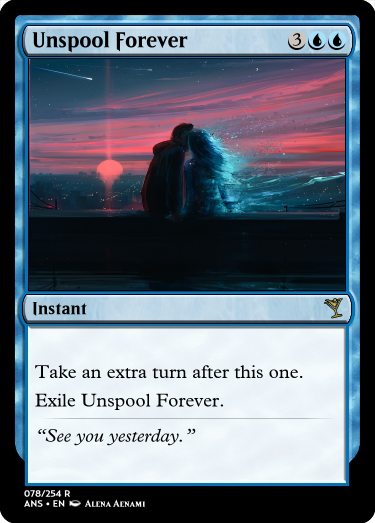 Unspool Forever 3
Instant
Take an extra turn after this one.
Exile Unspool Forever.
“See you yesterday.”
078/254 R
ANS • EN Alena Aenami